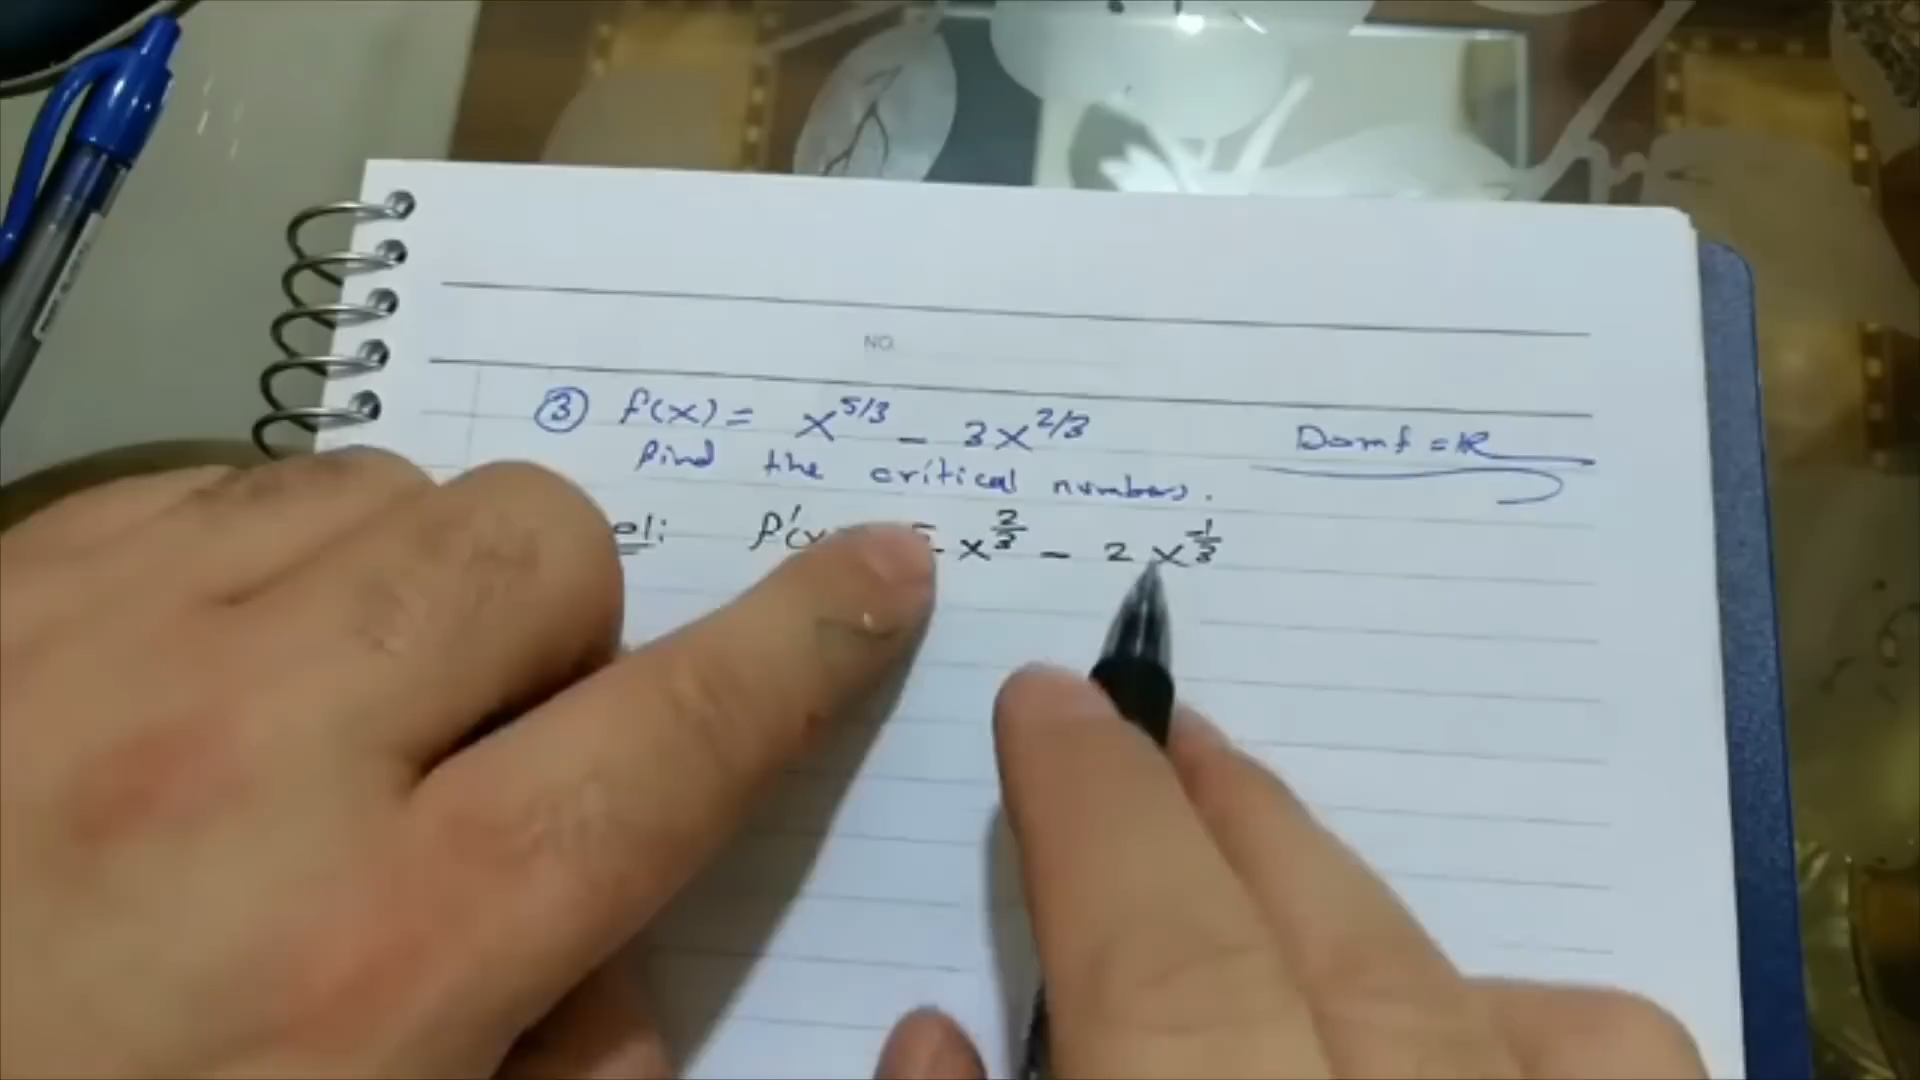 NO.
③ f(x) = x^5/3 - 3x^2/3 Dom f = ℝ
find the critical numbers.
x^2/3 - 2x^-1/3